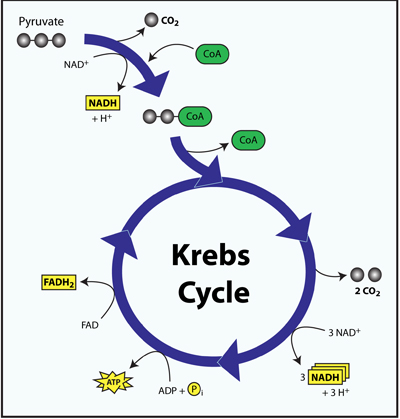 Pyruvate
CO₂
NAD⁺
CoA
NADH
+ H⁺
CoA
CoA
Krebs
Cycle
2 CO₂
3 NAD⁺
3 NADH
+ 3 H⁺
ADP + P i
ATP
FAD
FADH₂